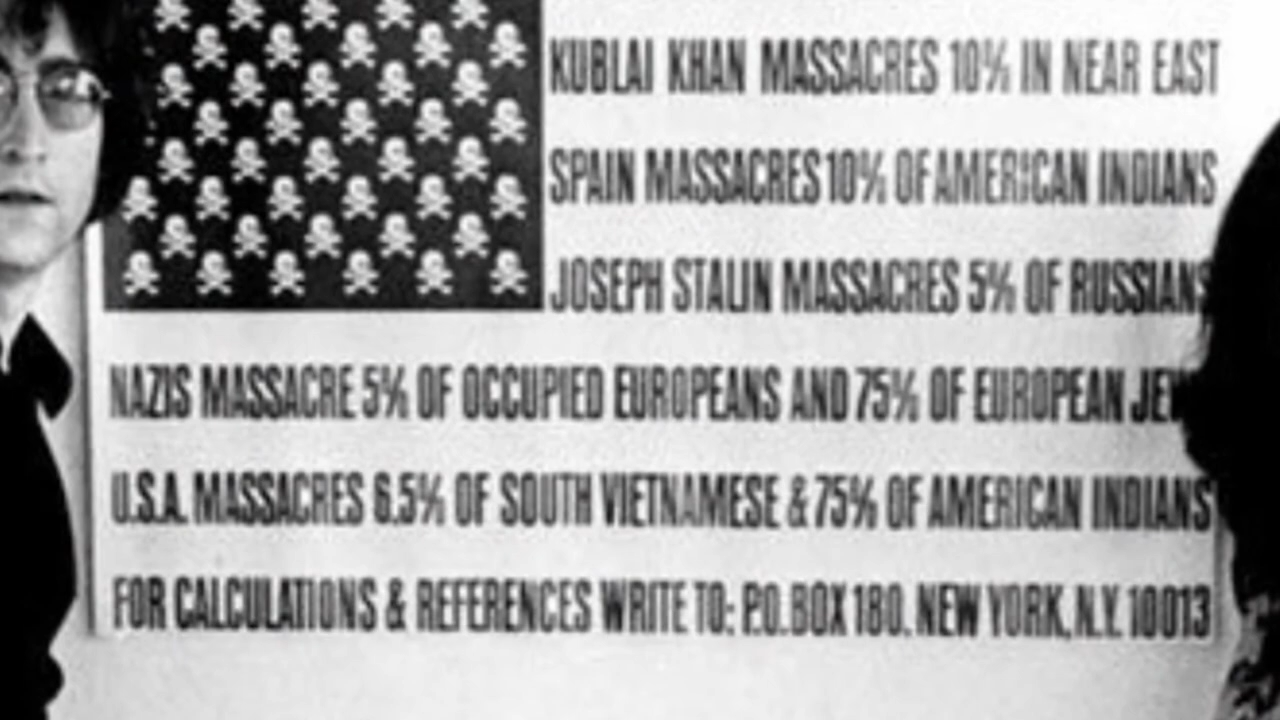 KUBLAI KHAN MASSACRES 10% IN NEAR EAST
SPAIN MASSACRES 10% OF AMERICAN INDIANS
JOSEPH STALIN MASSACRES 5% OF RUSSIANS
NAZIS MASSACRE 5% OF OCCUPIED EUROPEANS AND 75% OF EUROPEAN JEW
U.S.A. MASSACRES 6.5% OF SOUTH VIETNAMESE & 75% OF AMERICAN INDIANS
FOR CALCULATIONS & REFERENCES WRITE TO: P.O. BOX 180. NEW YORK, N.Y. 10013